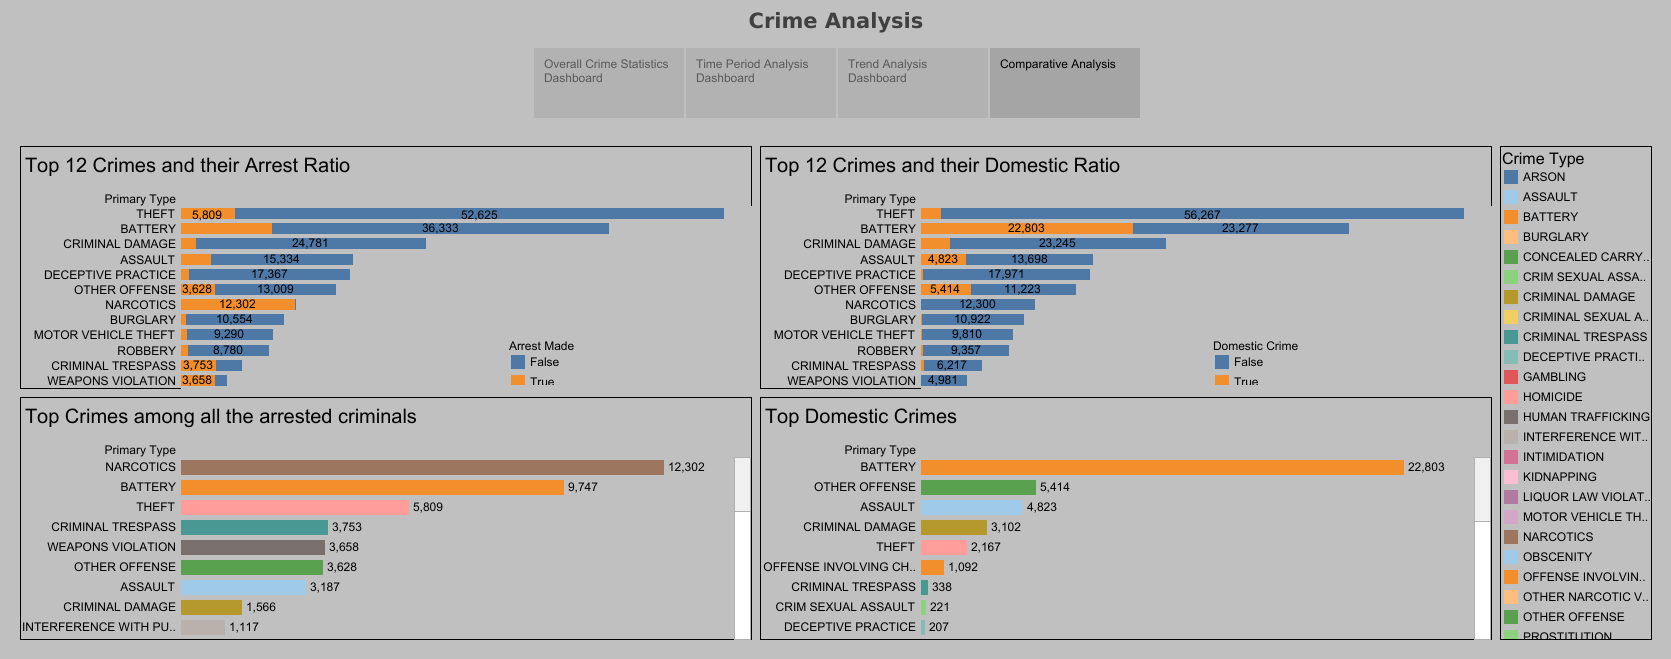 Crime Analysis
Overall Crime Statistics
Dashboard
Time Period Analysis
Dashboard
Trend Analysis
Dashboard
Comparative Analysis
Top 12 Crimes and their Arrest Ratio
Primary Type
THEFT 5,809 52,625
BATTERY 36,333
CRIMINAL DAMAGE 24,781
ASSAULT 15,334
DECEPTIVE PRACTICE 17,367
OTHER OFFENSE 3,628 13,009
NARCOTICS 12,302
BURGLARY 10,554
MOTOR VEHICLE THEFT 9,290
ROBBERY 8,780
CRIMINAL TRESPASS 3,753
WEAPONS VIOLATION 3,658
Arrest Made
False
True
Top 12 Crimes and their Domestic Ratio
Primary Type
THEFT 56,267
BATTERY 22,803 23,277
CRIMINAL DAMAGE 23,245
ASSAULT 4,823 13,698
DECEPTIVE PRACTICE 17,971
OTHER OFFENSE 5,414 11,223
NARCOTICS 12,300
BURGLARY 10,922
MOTOR VEHICLE THEFT 9,810
ROBBERY 9,357
CRIMINAL TRESPASS 6,217
WEAPONS VIOLATION 4,981
Domestic Crime
False
True
Top Crimes among all the arrested criminals
Primary Type
NARCOTICS 12,302
BATTERY 9,747
THEFT 5,809
CRIMINAL TRESPASS 3,753
WEAPONS VIOLATION 3,658
OTHER OFFENSE 3,628
ASSAULT 3,187
CRIMINAL DAMAGE 1,566
INTERFERENCE WITH PU.. 1,117
Top Domestic Crimes
Primary Type
BATTERY 22,803
OTHER OFFENSE 5,414
ASSAULT 4,823
CRIMINAL DAMAGE 3,102
THEFT 2,167
OFFENSE INVOLVING CH.. 1,092
CRIMINAL TRESPASS 338
CRIM SEXUAL ASSAULT 221
DECEPTIVE PRACTICE 207
Crime Type
ARSON
ASSAULT
BATTERY
BURGLARY
CONCEALED CARRY..
CRIM SEXUAL ASSA..
CRIMINAL DAMAGE
CRIMINAL SEXUAL A..
CRIMINAL TRESPASS
DECEPTIVE PRACTI..
GAMBLING
HOMICIDE
HUMAN TRAFFICKING
INTERFERENCE WIT..
INTIMIDATION
KIDNAPPING
LIQUOR LAW VIOLAT..
MOTOR VEHICLE TH..
NARCOTICS
OBSCENITY
OFFENSE INVOLVIN..
OTHER NARCOTIC V..
OTHER OFFENSE
PROSTITUTION